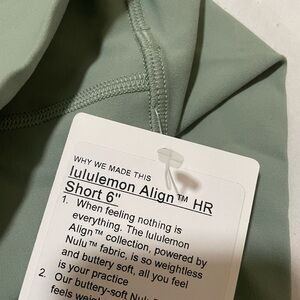 WHY WE MADE THIS
lululemon Align™ HR
Short 6"
1. When feeling nothing is
everything. The lululemon
Align™ collection, powered by
Nulu™ fabric, is so weightless
and buttery soft, all you feel
is your practice
2. Our buttery-soft Nulu
feels